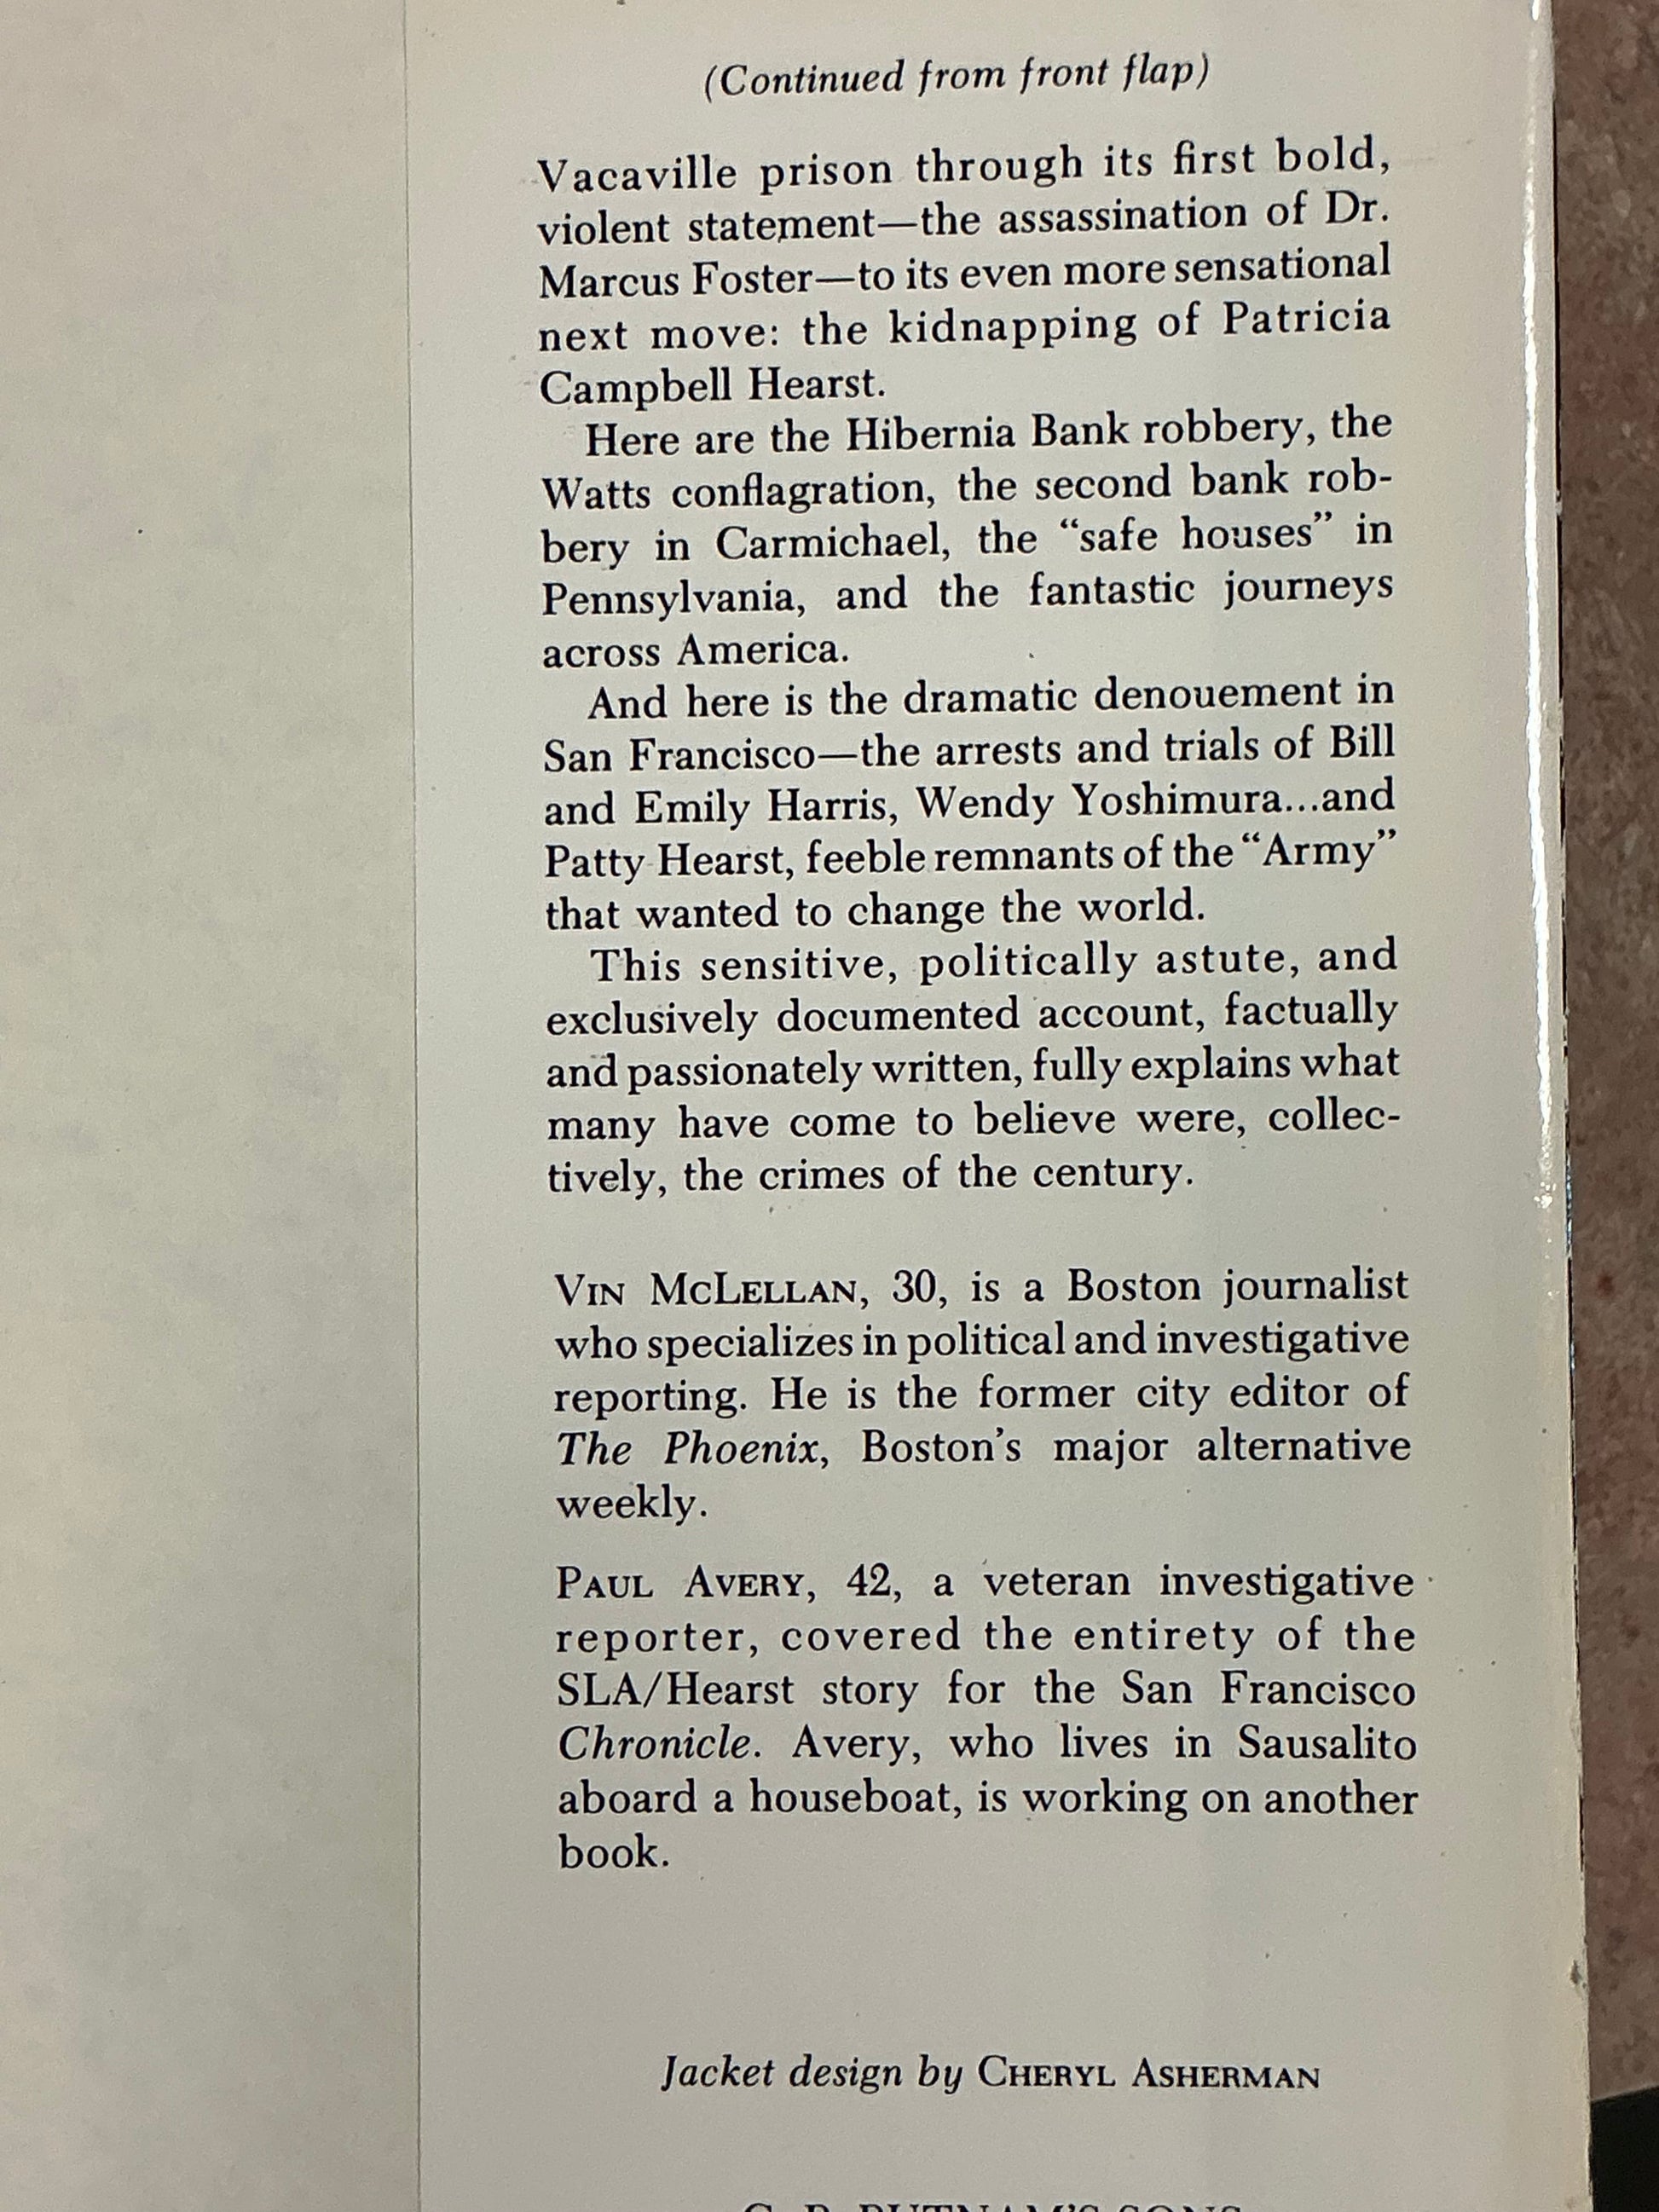 (Continued from front flap)
Vacaville prison through its first bold,
violent statement—the assassination of Dr.
Marcus Foster—to its even more sensational
next move: the kidnapping of Patricia
Campbell Hearst.
Here are the Hibernia Bank robbery, the
Watts conflagration, the second bank rob-
bery in Carmichael, the “safe houses” in
Pennsylvania, and the fantastic journeys
across America.
And here is the dramatic denouement in
San Francisco—the arrests and trials of Bill
and Emily Harris, Wendy Yoshimura...and
Patty Hearst, feeble remnants of the “Army”
that wanted to change the world.
This sensitive, politically astute, and
exclusively documented account, factually
and passionately written, fully explains what
many have come to believe were, collec-
tively, the crimes of the century.
VIN MCLELLAN, 30, is a Boston journalist
who specializes in political and investigative
reporting. He is the former city editor of
The Phoenix, Boston’s major alternative
weekly.
PAUL AVERY, 42, a veteran investigative
reporter, covered the entirety of the
SLA/Hearst story for the San Francisco
Chronicle. Avery, who lives in Sausalito
aboard a houseboat, is working on another
book.
Jacket design by CHERYL ASHERMAN
G. P. PUTNAM’S SONS